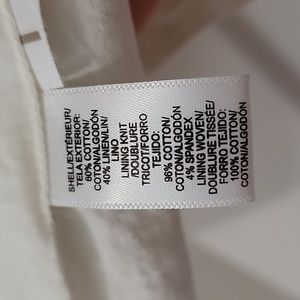 SHELL/EXTÉRIEUR/
TELA EXTERIOR:
60% COTTON/
COTON/ALGODÓN
40% LINEN/LIN/
LINO
LINING KNIT
/DOUBLURE
TRICOT/FORRO
TEJIDO:
96% COTTON/
COTON/ALGODÓN
4% SPANDEX
LINING WOVEN/
DOUBLURE TISSÉE/
FORRO TEJIDO:
100% COTTON/
COTON/ALGODÓN